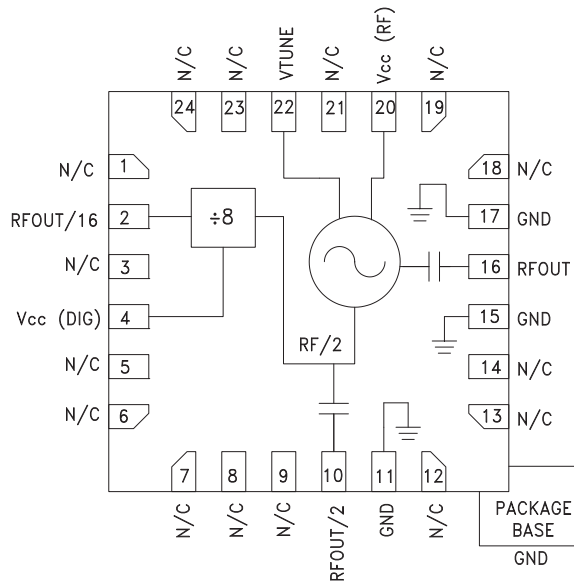 N/C
N/C
VTUNE
N/C
Vcc (RF)
N/C
24
23
22
21
20
19
N/C
1
18
N/C
RFOUT/16
2
÷8
17
GND
N/C
3
16
RFOUT
Vcc (DIG)
4
15
GND
RF/2
N/C
5
14
N/C
N/C
6
13
N/C
7
8
9
10
11
12
N/C
N/C
N/C
RFOUT/2
GND
N/C
PACKAGE
BASE
GND